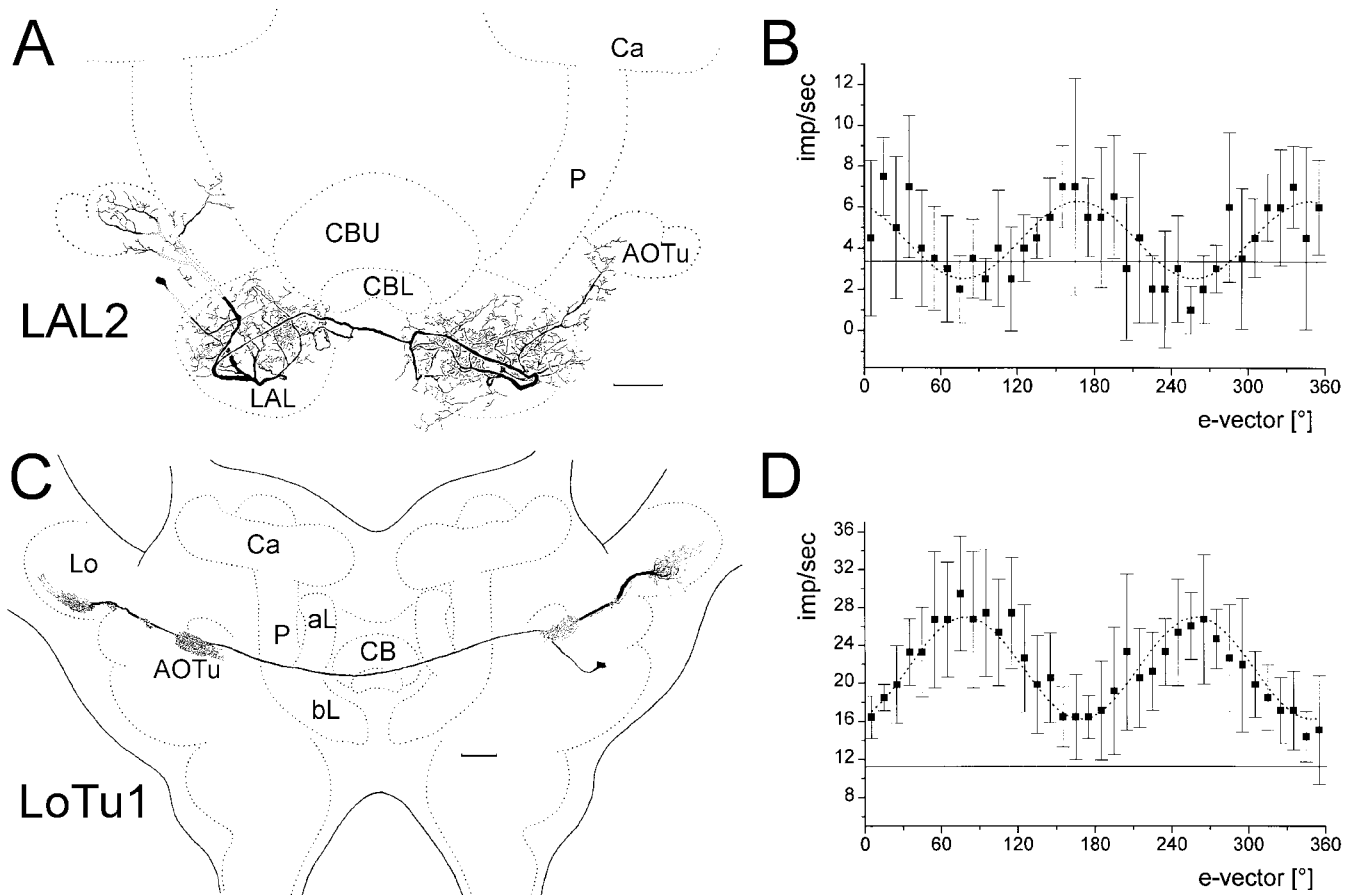 A
Ca
P
CBU
CBL
AOTu
LAL2
LAL
B
imp/sec
12
10
8
6
4
2
0
0 60 120 180 240 300 360
e-vector [°]
C
Lo
Ca
P
aL
CB
AOTu
bL
LoTu1
D
imp/sec
36
32
28
24
20
16
12
8
0 60 120 180 240 300 360
e-vector [°]